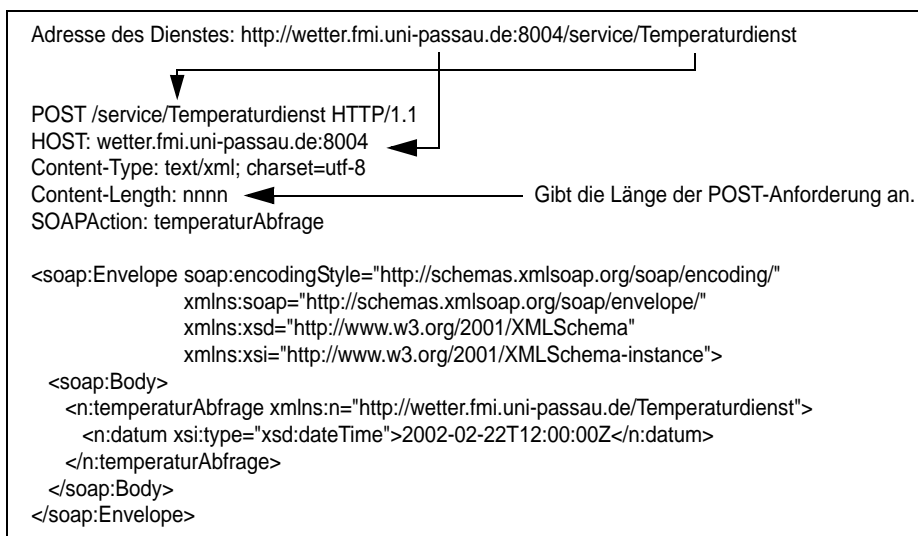 Adresse des Dienstes: http://wetter.fmi.uni-passau.de:8004/service/Temperaturdienst
POST /service/Temperaturdienst HTTP/1.1
HOST: wetter.fmi.uni-passau.de:8004
Content-Type: text/xml; charset=utf-8
Content-Length: nnnn Gibt die Länge der POST-Anforderung an.
SOAPAction: temperaturAbfrage
<soap:Envelope soap:encodingStyle="http://schemas.xmlsoap.org/soap/encoding/"
xmlns:soap="http://schemas.xmlsoap.org/soap/envelope/"
xmlns:xsd="http://www.w3.org/2001/XMLSchema"
xmlns:xsi="http://www.w3.org/2001/XMLSchema-instance">
<soap:Body>
<n:temperaturAbfrage xmlns:n="http://wetter.fmi.uni-passau.de/Temperaturdienst">
<n:datum xsi:type="xsd:dateTime">2002-02-22T12:00:00Z</n:datum>
</n:temperaturAbfrage>
</soap:Body>
</soap:Envelope>